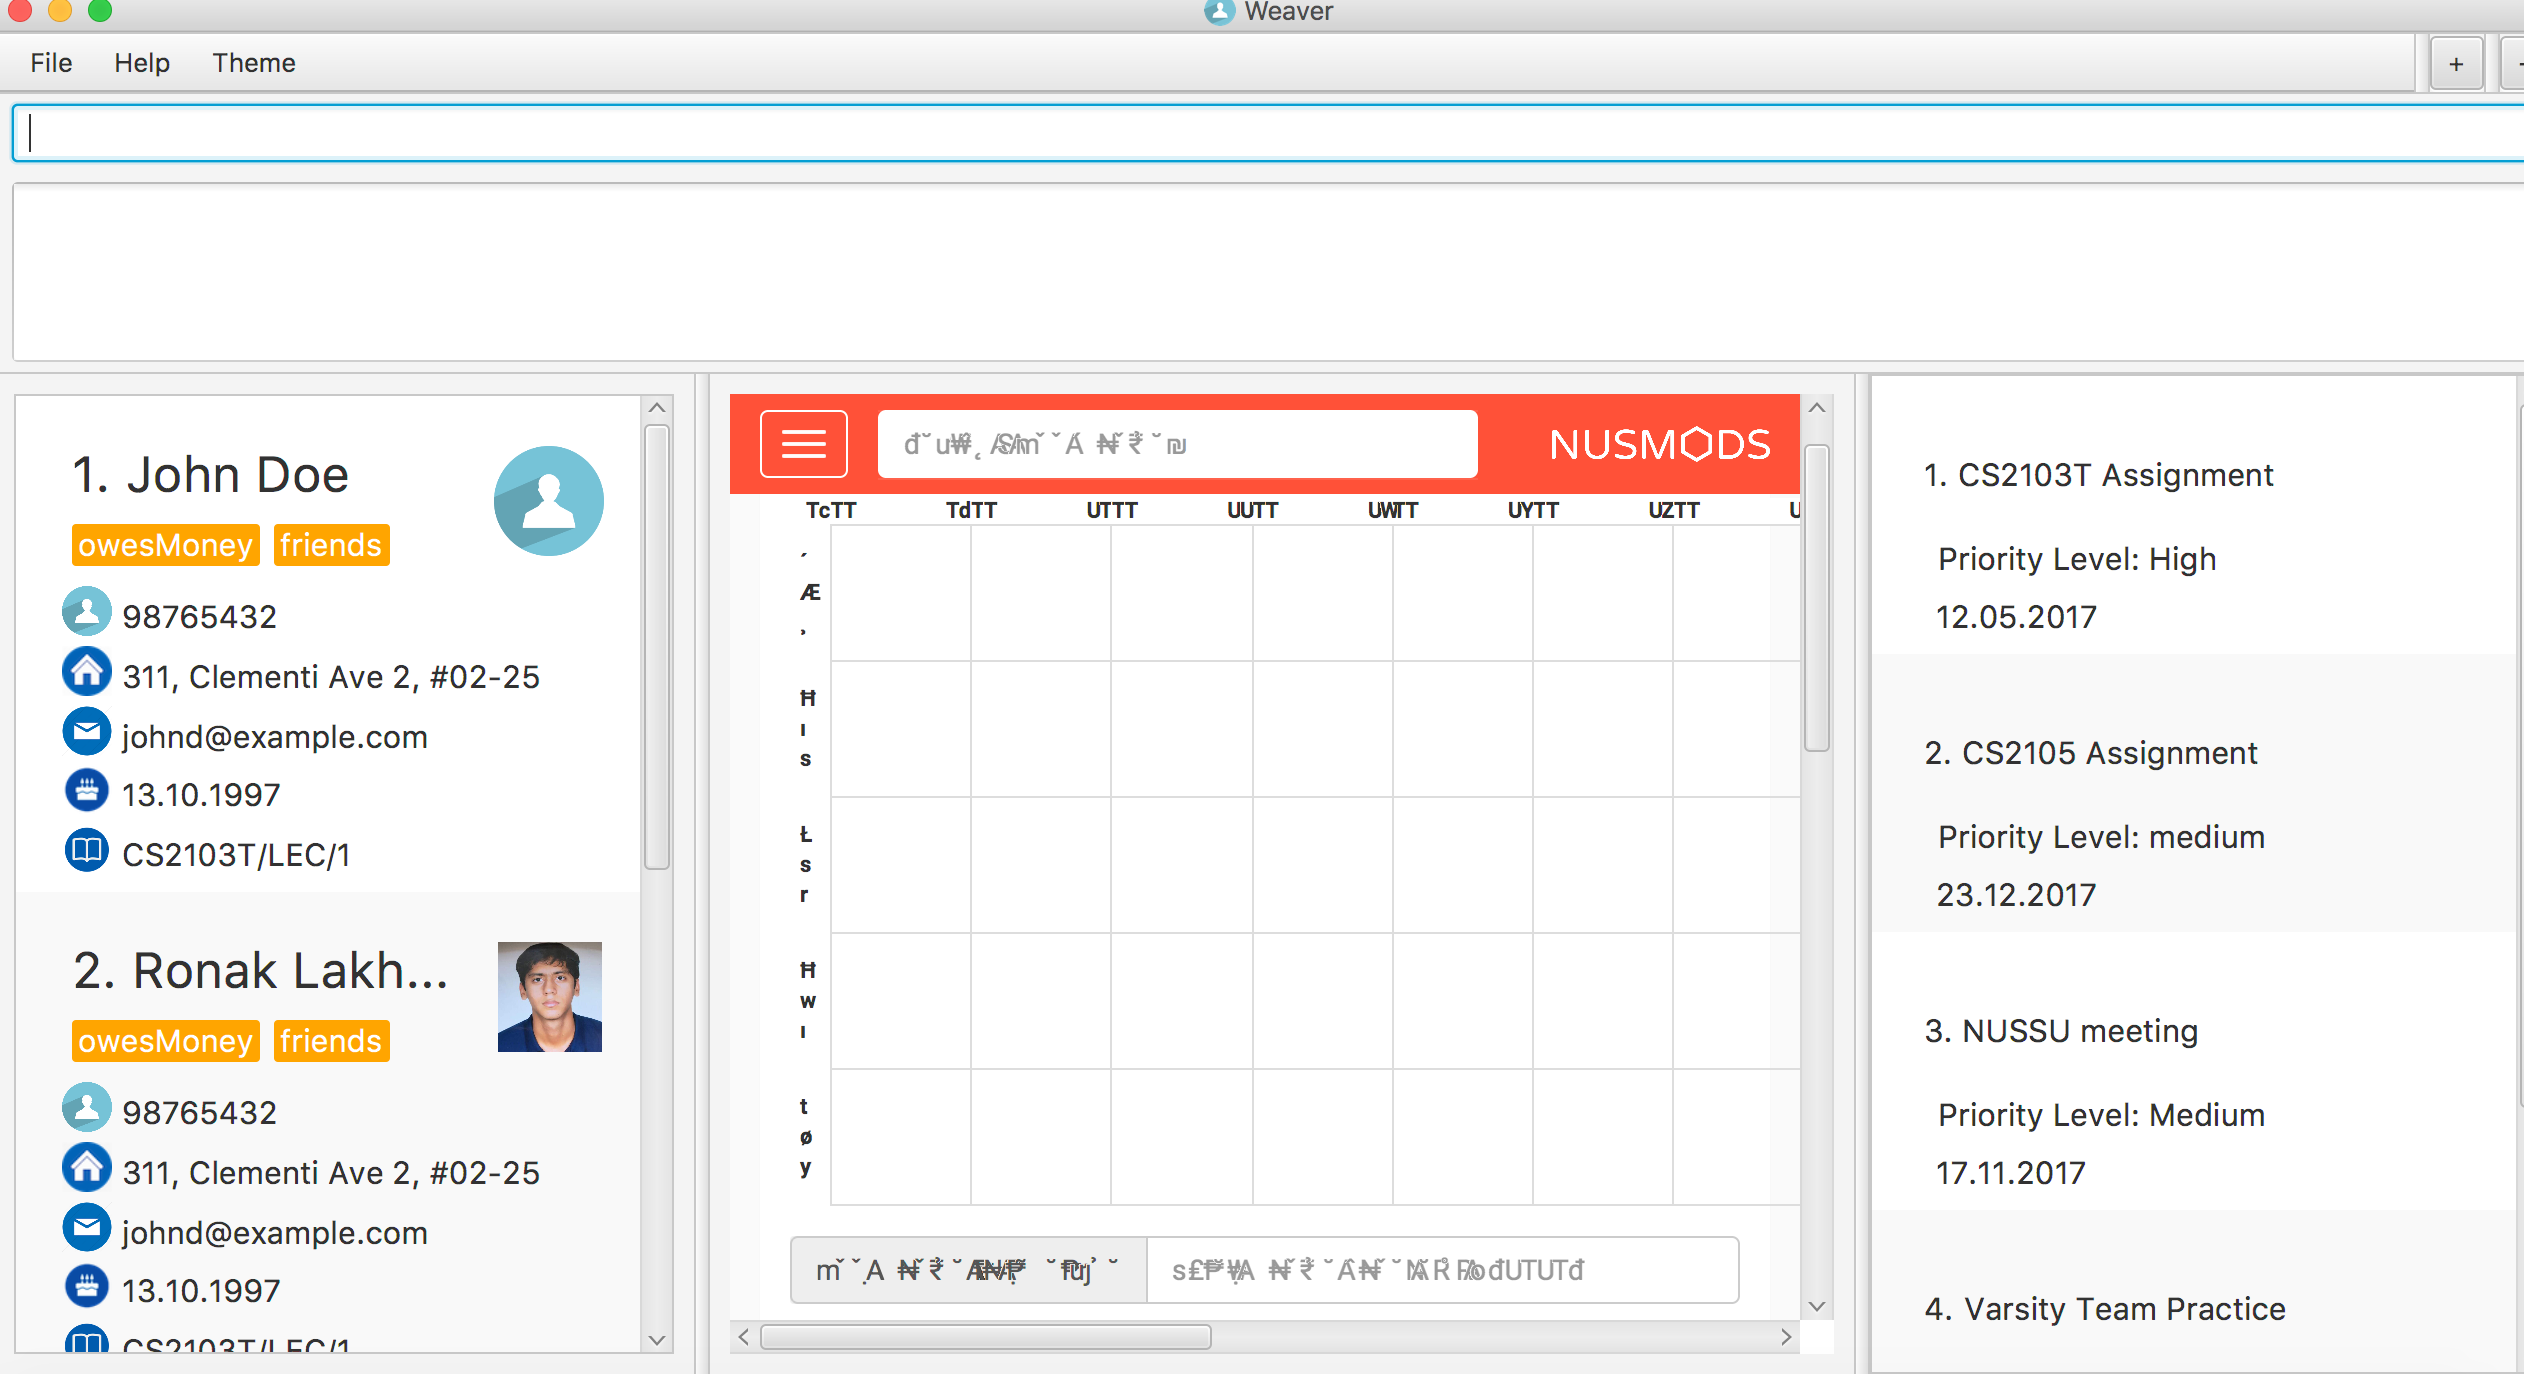 Weaver
File Help Theme
+
1. John Doe
owesMoney friends
98765432
311, Clementi Ave 2, #02-25
johnd@example.com
13.10.1997
CS2103T/LEC/1
2. Ronak Lakh...
owesMoney friends
98765432
311, Clementi Ave 2, #02-25
johnd@example.com
13.10.1997
CS2103T/LEC/1
NUSMODS
TcTT TdTT UTTT UUTT UWTT UYTT UZTT U
Æ
Ħ
ı
s
Ł
s
r
Ħ
w
ı
t
ø
y
1. CS2103T Assignment
Priority Level: High
12.05.2017
2. CS2105 Assignment
Priority Level: medium
23.12.2017
3. NUSSU meeting
Priority Level: Medium
17.11.2017
4. Varsity Team Practice